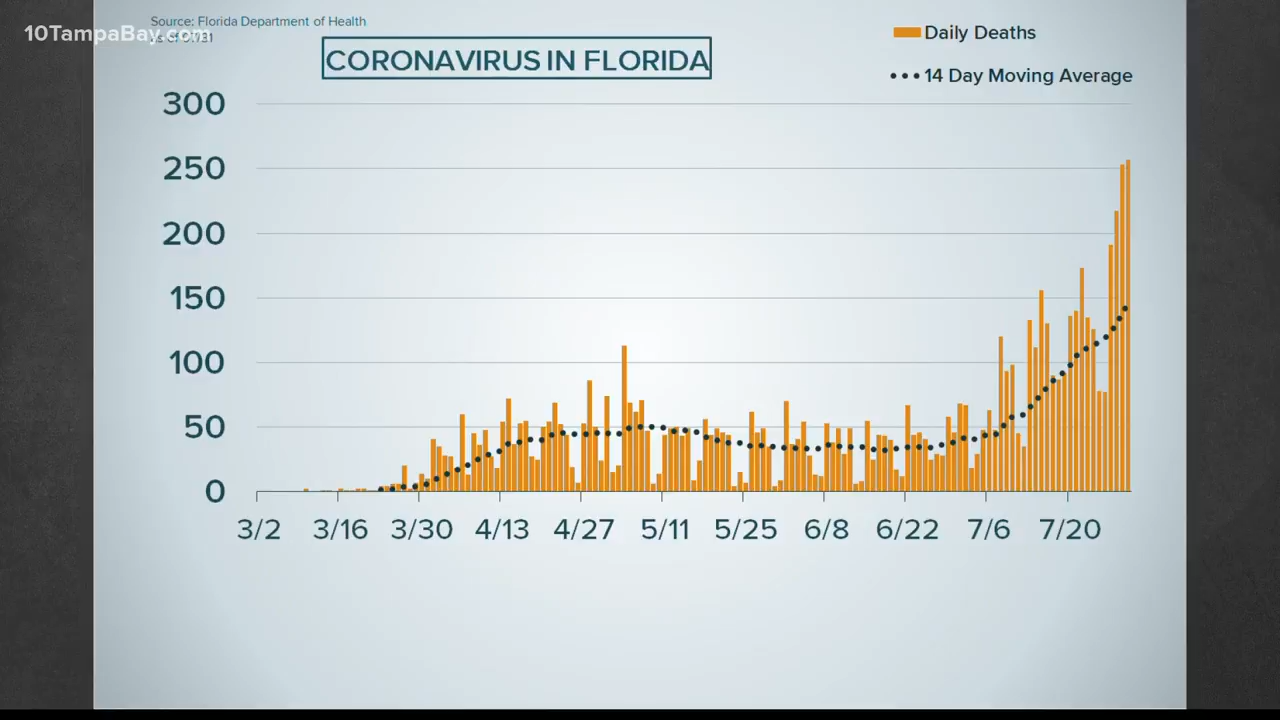 Source: Florida Department of Health
10TampaBay.com
CORONAVIRUS IN FLORIDA
Daily Deaths
14 Day Moving Average
300
250
200
150
100
50
0
3/2 3/16 3/30 4/13 4/27 5/11 5/25 6/8 6/22 7/6 7/20